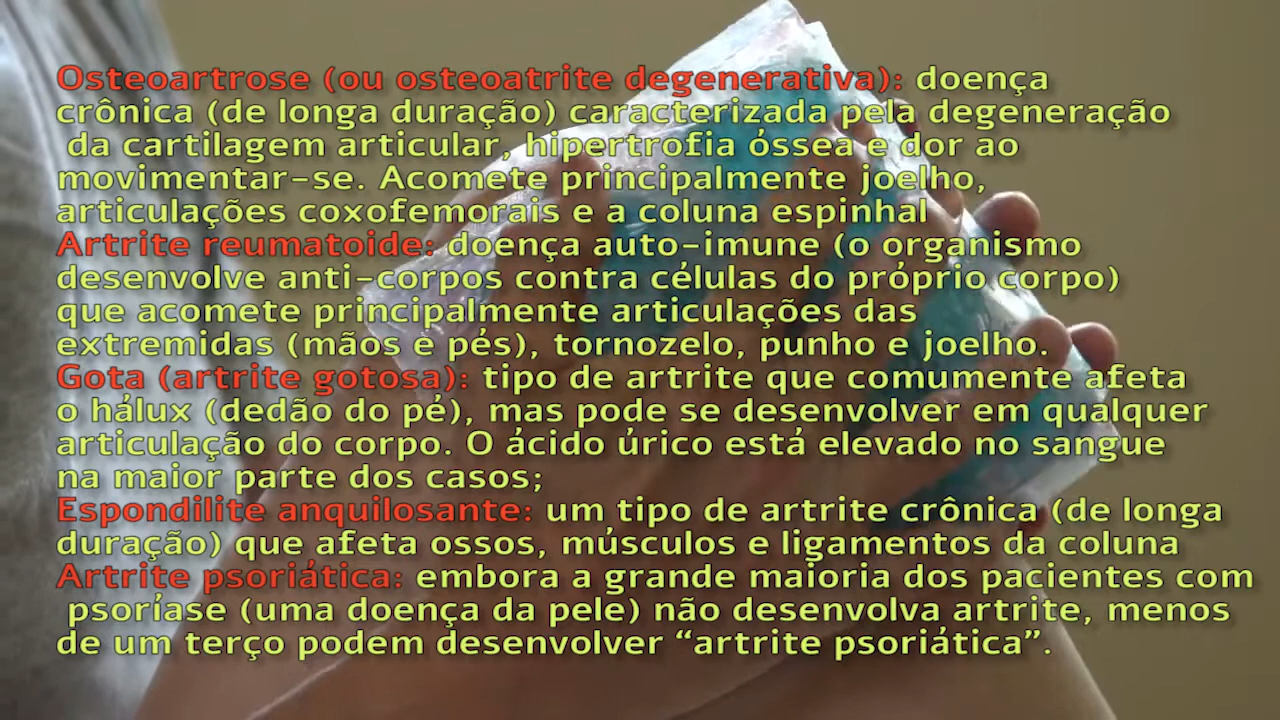 Osteoartrose (ou osteoatrite degenerativa): doença
crônica (de longa duração) caracterizada pela degeneração
da cartilagem articular, hipertrofia óssea e dor ao
movimentar-se. Acomete principalmente joelho,
articulações coxofemorais e a coluna espinhal
Artrite reumatoide: doença auto-imune (o organismo
desenvolve anti-corpos contra células do próprio corpo)
que acomete principalmente articulações das
extremidas (mãos e pés), tornozelo, punho e joelho.
Gota (artrite gotosa): tipo de artrite que comumente afeta
o hálux (dedão do pé), mas pode se desenvolver em qualquer
articulação do corpo. O ácido úrico está elevado no sangue
na maior parte dos casos;
Espondilite anquilosante: um tipo de artrite crônica (de longa
duração) que afeta ossos, músculos e ligamentos da coluna
Artrite psoriática: embora a grande maioria dos pacientes com
psoríase (uma doença da pele) não desenvolva artrite, menos
de um terço podem desenvolver “artrite psoriática”.